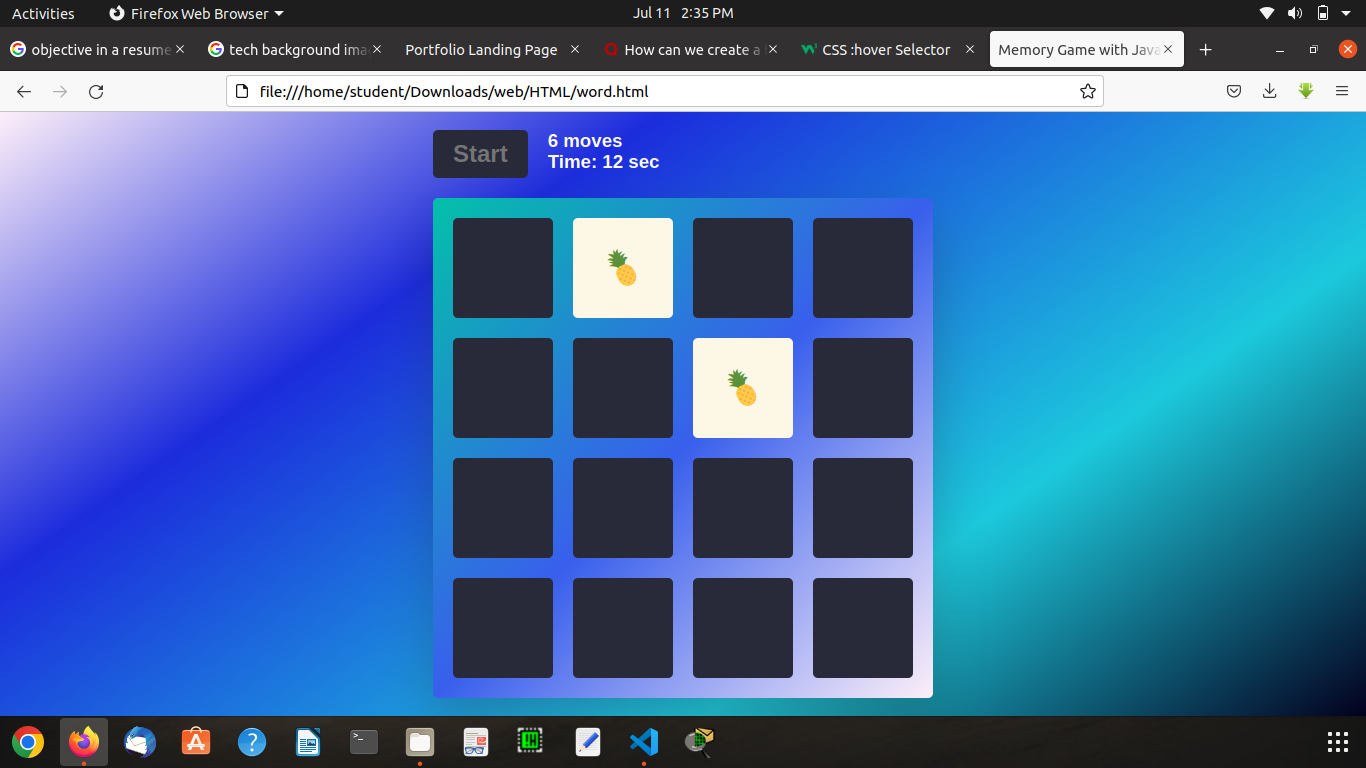 Activities
Firefox Web Browser
Jul 11 2:35 PM
objective in a resume
tech background ima
Portfolio Landing Page
How can we create a
CSS :hover Selector
Memory Game with Java
file:///home/student/Downloads/web/HTML/word.html
Start
6 moves
Time: 12 sec